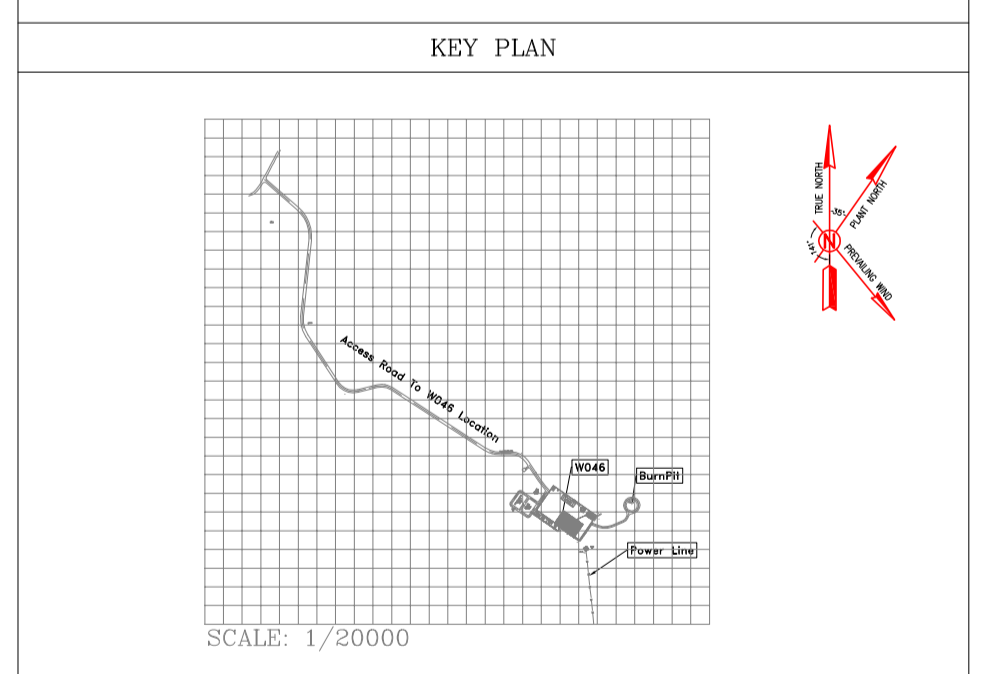 KEY PLAN
TRUE NORTH
PLANT NORTH
35°
N
141°
PREVAILING WIND
Access Road To W046 Location
W046
BurnPit
Power Line
SCALE: 1/20000